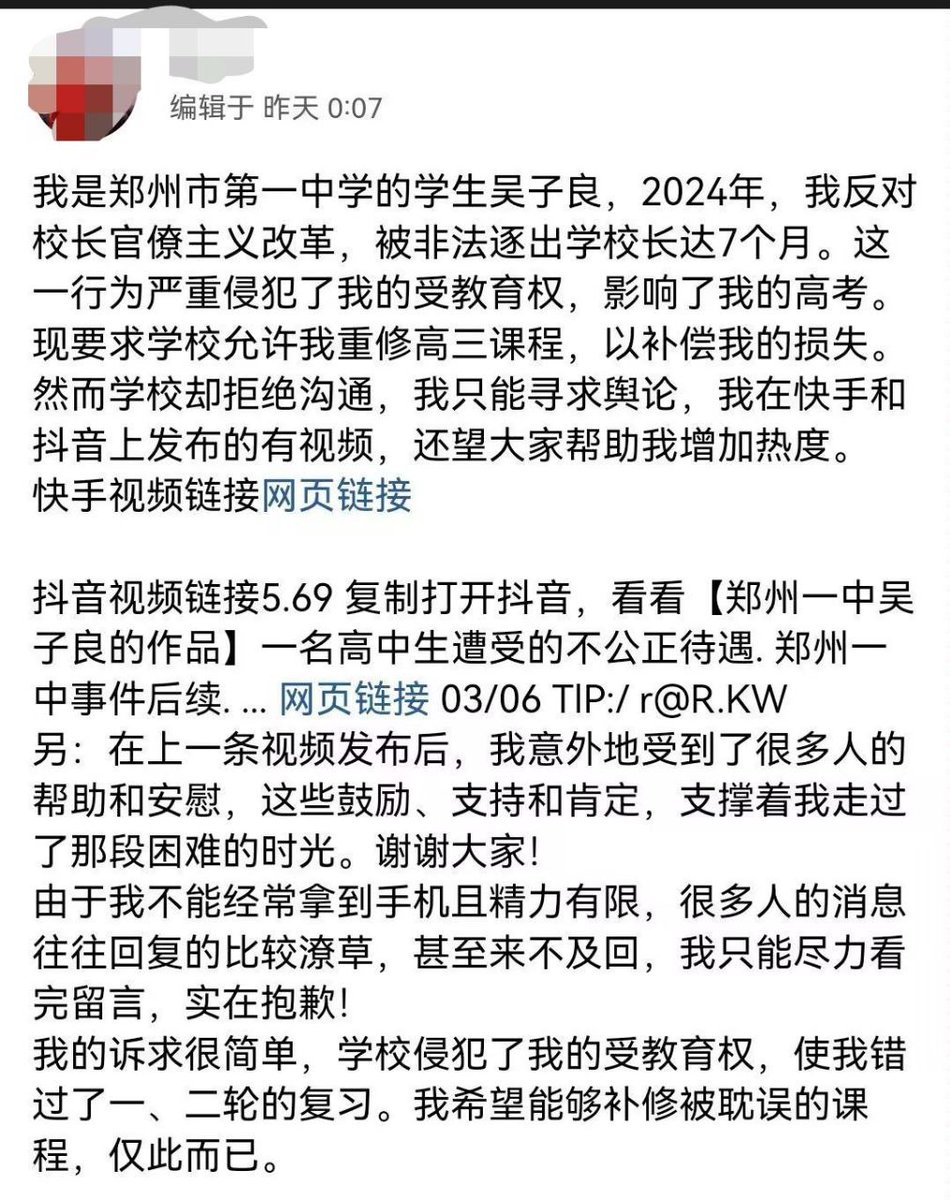 编辑于 昨天 0:07
我是郑州市第一中学的学生吴子良，2024年，我反对
校长官僚主义改革，被非法逐出学校长达7个月。这
一行为严重侵犯了我的受教育权，影响了我的高考。
现要求学校允许我重修高三课程，以补偿我的损失。
然而学校却拒绝沟通，我只能寻求舆论，我在快手和
抖音上发布的有视频，还望大家帮助我增加热度。
快手视频链接网页链接
抖音视频链接5.69 复制打开抖音，看看【郑州一中吴
子良的作品】一名高中生遭受的不公正待遇. 郑州一
中事件后续. ... 网页链接 03/06 TlP:/ r@R.KW
另：在上一条视频发布后，我意外地受到了很多人的
帮助和安慰，这些鼓励、支持和肯定，支撑着我走过
了那段困难的时光。谢谢大家！
由于我不能经常拿到手机且精力有限，很多人的消息
往往回复的比较潦草，甚至来不及回，我只能尽力看
完留言，实在抱歉！
我的诉求很简单，学校侵犯了我的受教育权，使我错
过了一、二轮的复习。我希望能够补修被耽误的课
程，仅此而已。